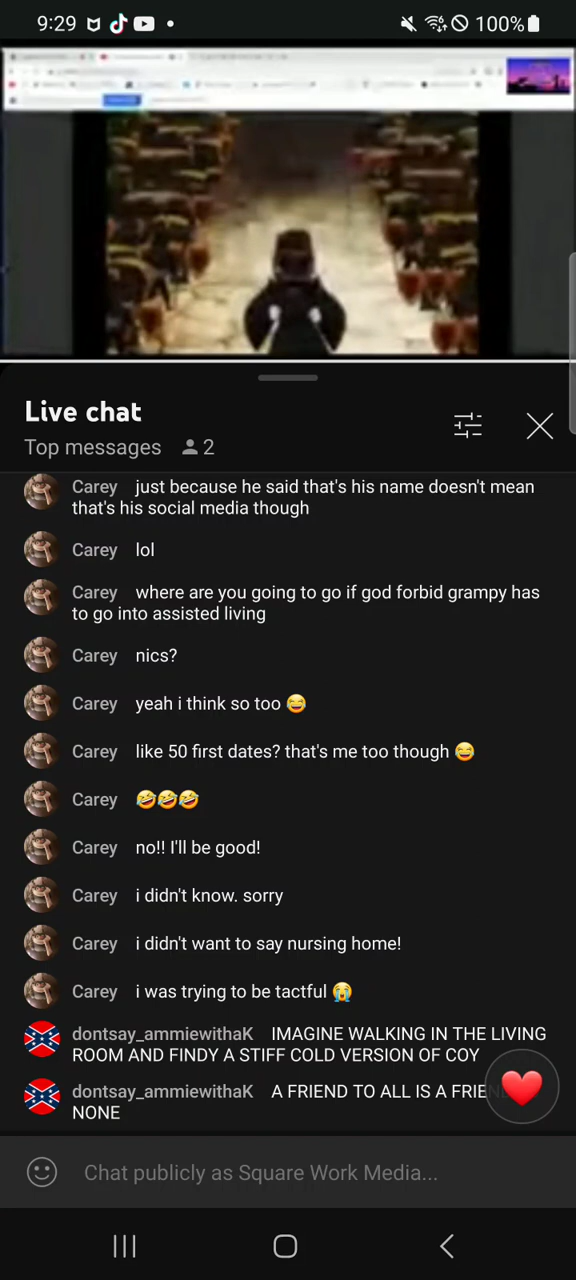 9:29
100%
Live chat
Top messages 2
Carey just because he said that's his name doesn't mean
that's his social media though
Carey lol
Carey where are you going to go if god forbid grampy has
to go into assisted living
Carey nics?
Carey yeah i think so too 😂
Carey like 50 first dates? that's me too though 😂
Carey 🤣🤣🤣
Carey no!! I'll be good!
Carey i didn't know. sorry
Carey i didn't want to say nursing home!
Carey i was trying to be tactful 😭
dontsay_ammiewithaK IMAGINE WALKING IN THE LIVING
ROOM AND FINDY A STIFF COLD VERSION OF COY
dontsay_ammiewithaK A FRIEND TO ALL IS A
NONE
Chat publicly as Square Work Media...